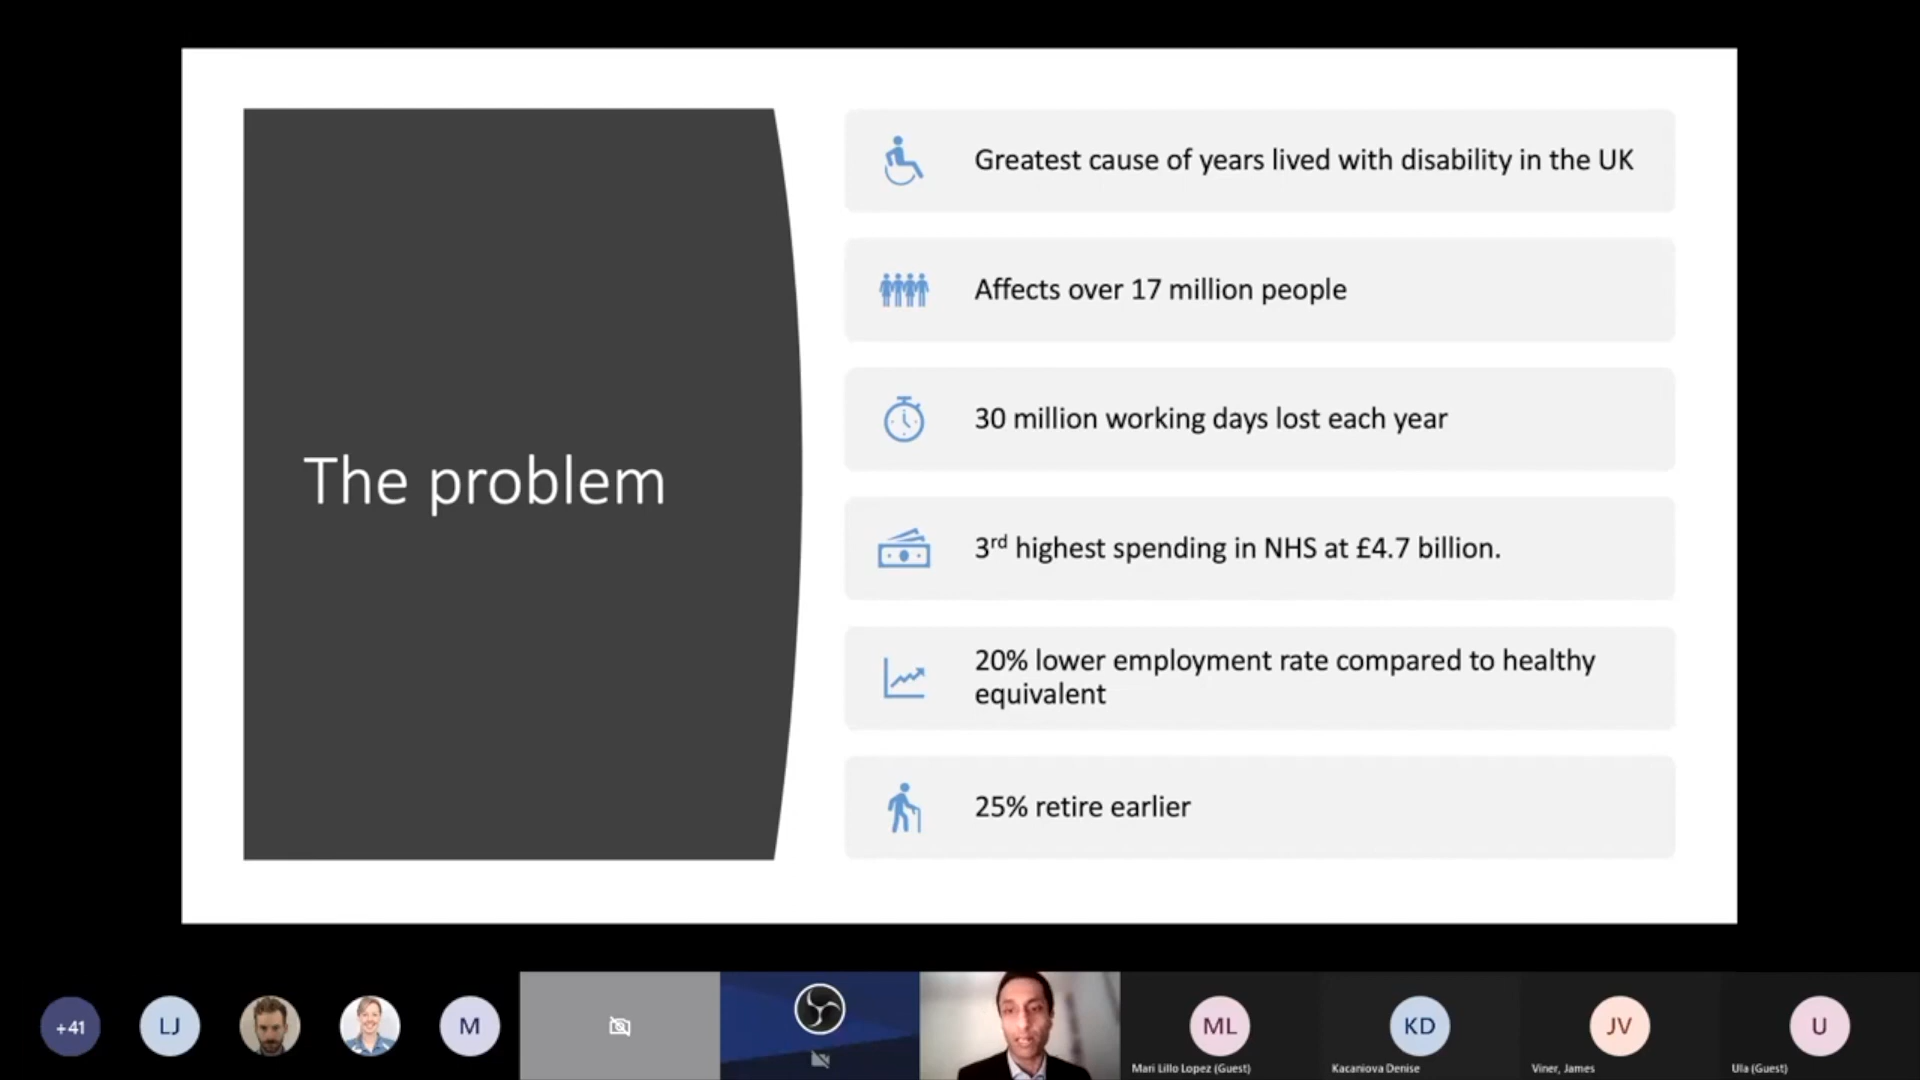 The problem
Greatest cause of years lived with disability in the UK
Affects over 17 million people
30 million working days lost each year
3rd highest spending in NHS at £4.7 billion.
20% lower employment rate compared to healthy
equivalent
25% retire earlier
+41
LJ
M
ML
Mari Lillo Lopez (Guest)
KD
Kacaniova Denise
JV
Viner, James
U
Ula (Guest)